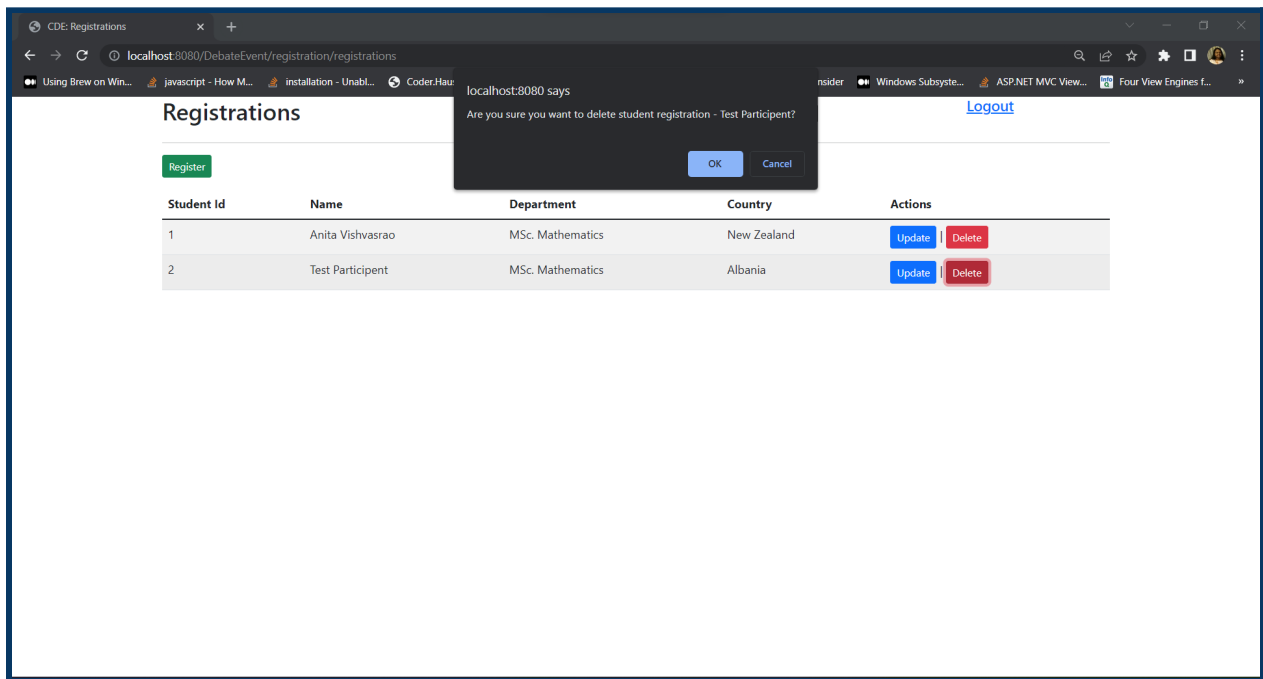 CDE: Registrations
localhost:8080/DebateEvent/registration/registrations
Using Brew on Win... javascript - How M... installation - Unabl... Coder.Hau nsider Windows Subsyste... ASP.NET MVC View... Four View Engines f... »
localhost:8080 says
Are you sure you want to delete student registration - Test Participent?
OK Cancel
Registrations Logout
Register
Student Id Name Department Country Actions
1 Anita Vishvasrao MSc. Mathematics New Zealand Update | Delete
2 Test Participent MSc. Mathematics Albania Update | Delete